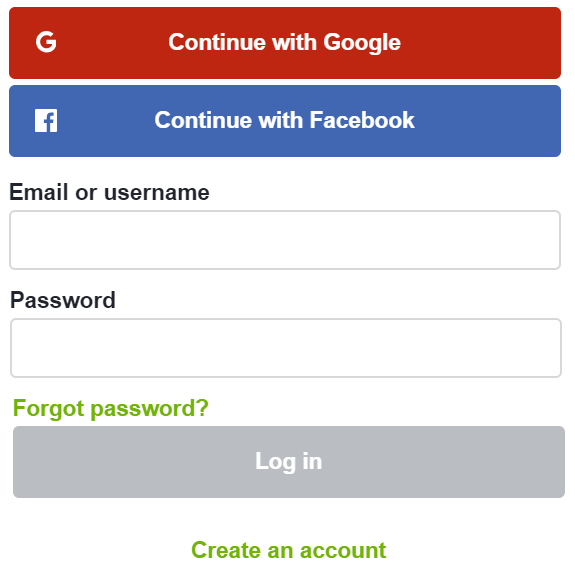 Continue with Google
Continue with Facebook
Email or username
Password
Forgot password?
Log in
Create an account